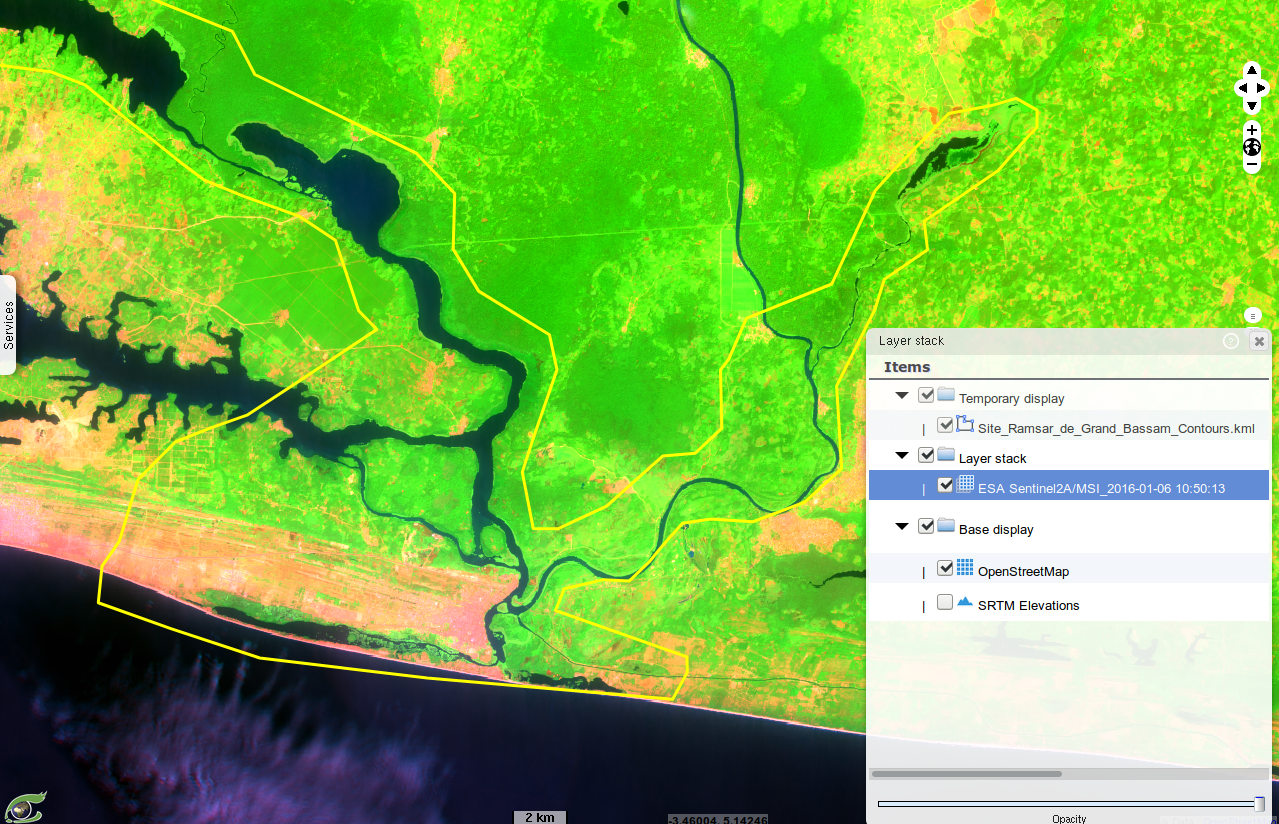 Services
Layer stack
?
Items
Temporary display
Site_Ramsar_de_Grand_Bassam_Contours.kml
Layer stack
ESA Sentinel2A/MSI_2016-01-06 10:50:13
Base display
OpenStreetMap
SRTM Elevations
Opacity
2 km
-3.46004, 5.14246